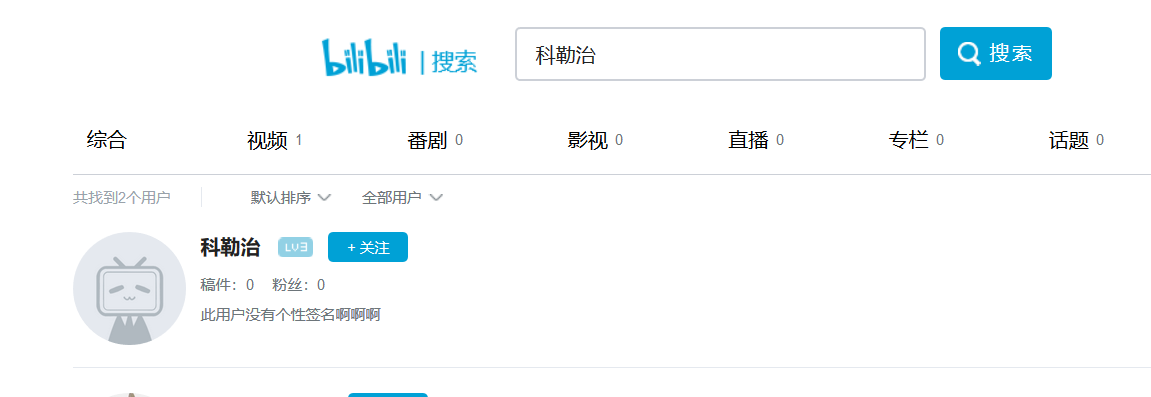 bilibili | 搜索 科勒治 搜索
综合 视频 1 番剧 0 影视 0 直播 0 专栏 0 话题 0
共找到2个用户 默认排序 全部用户
科勒治 LV3 + 关注
稿件：0 粉丝：0
此用户没有个性签名啊啊啊